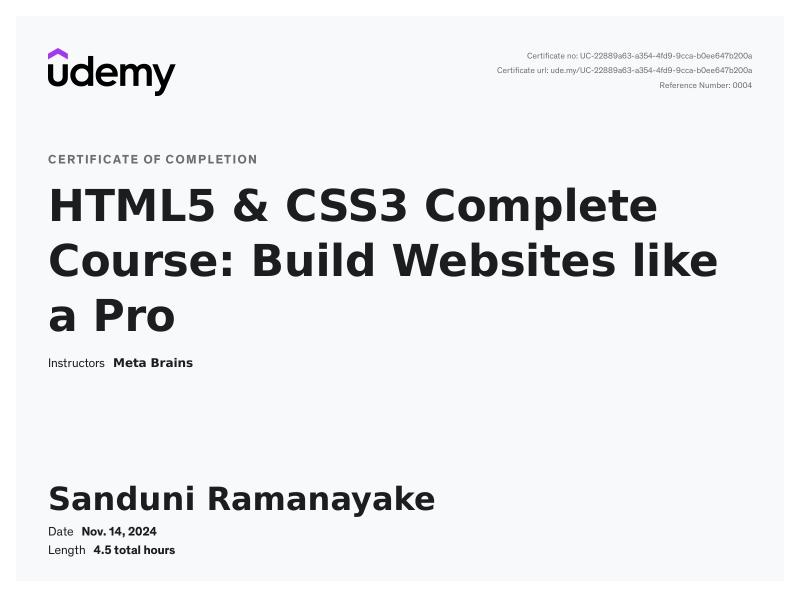 udemy
Certificate no: UC-22889a63-a354-4fd9-9cca-b0ee647b200a
Certificate url: ude.my/UC-22889a63-a354-4fd9-9cca-b0ee647b200a
Reference Number: 0004
CERTIFICATE OF COMPLETION
HTML5 & CSS3 Complete
Course: Build Websites like
a Pro
Instructors Meta Brains
Sanduni Ramanayake
Date Nov. 14, 2024
Length 4.5 total hours